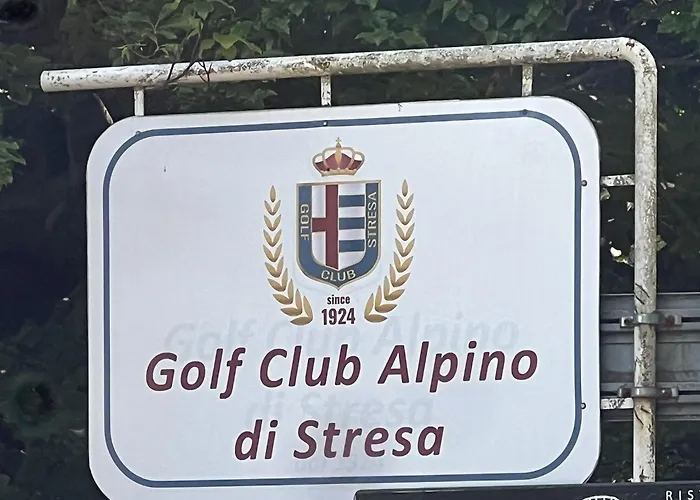 GOLF
CLUB
STRESA
since
1924
Golf Club Alpino
di Stresa